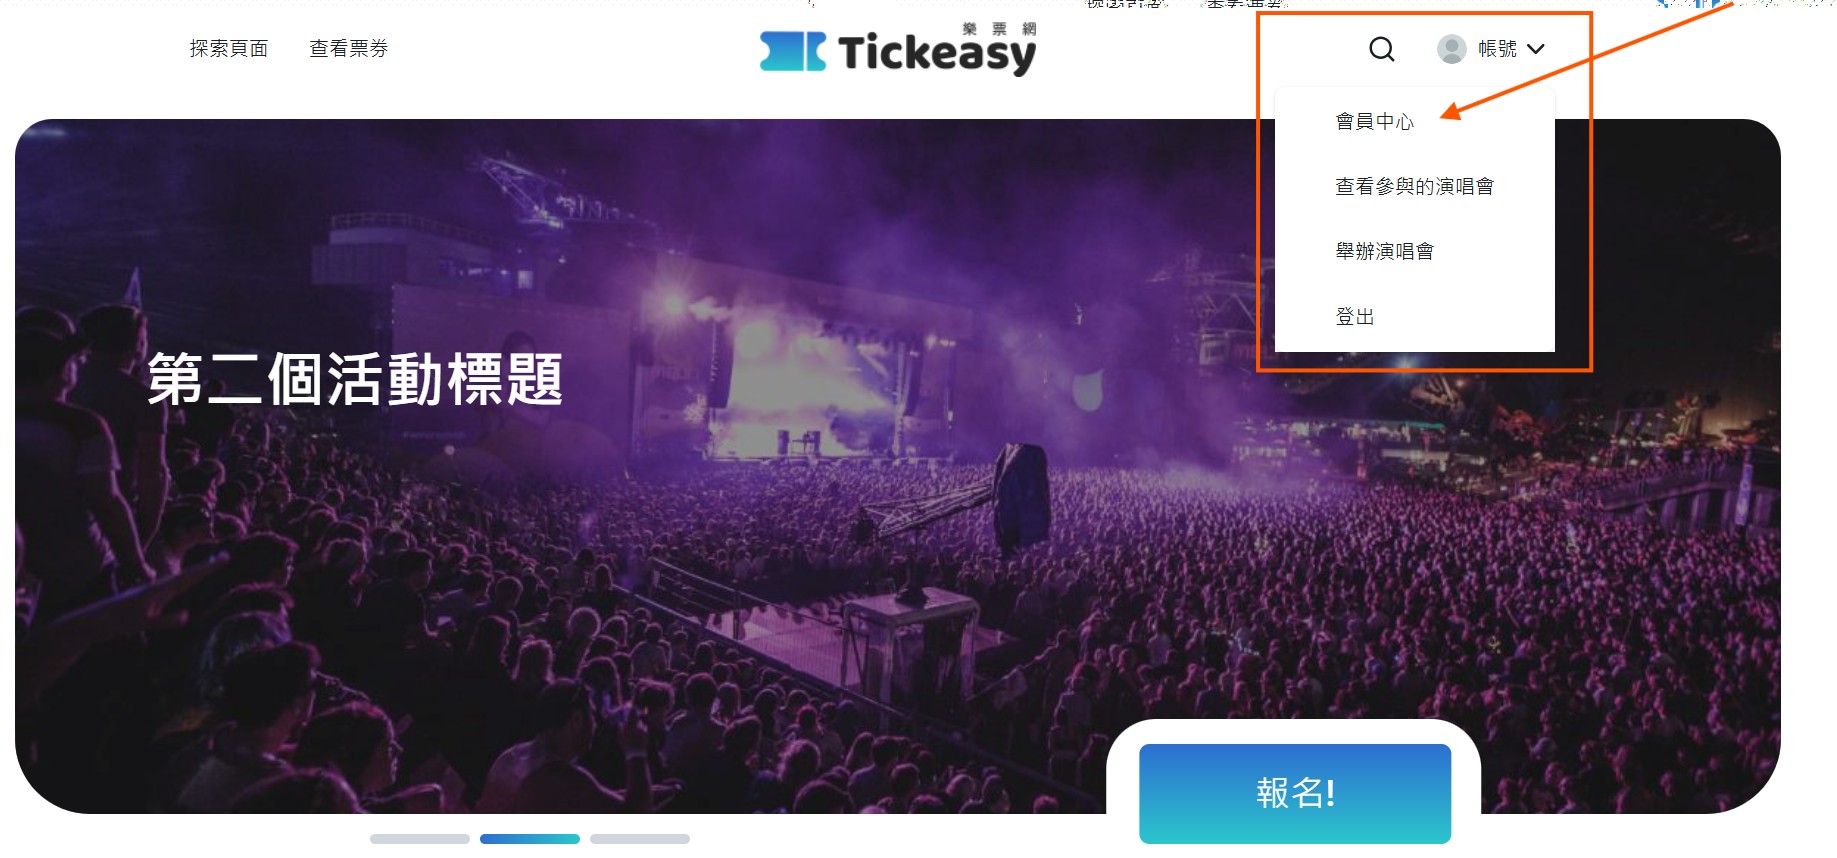 探索頁面
查看票券
樂票網
Tickeasy
帳號
會員中心
查看參與的演唱會
舉辦演唱會
登出
第二個活動標題
報名!